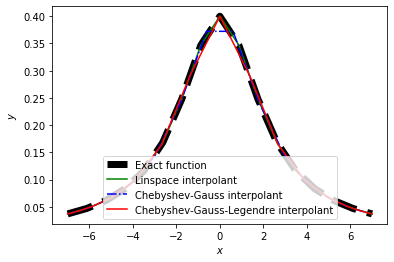 0.40
0.35
0.30
0.25
0.20
0.15
0.10
0.05
y
Exact function
Linspace interpolant
Chebyshev-Gauss interpolant
Chebyshev-Gauss-Legendre interpolant
−6 −4 −2 0 2 4 6
x